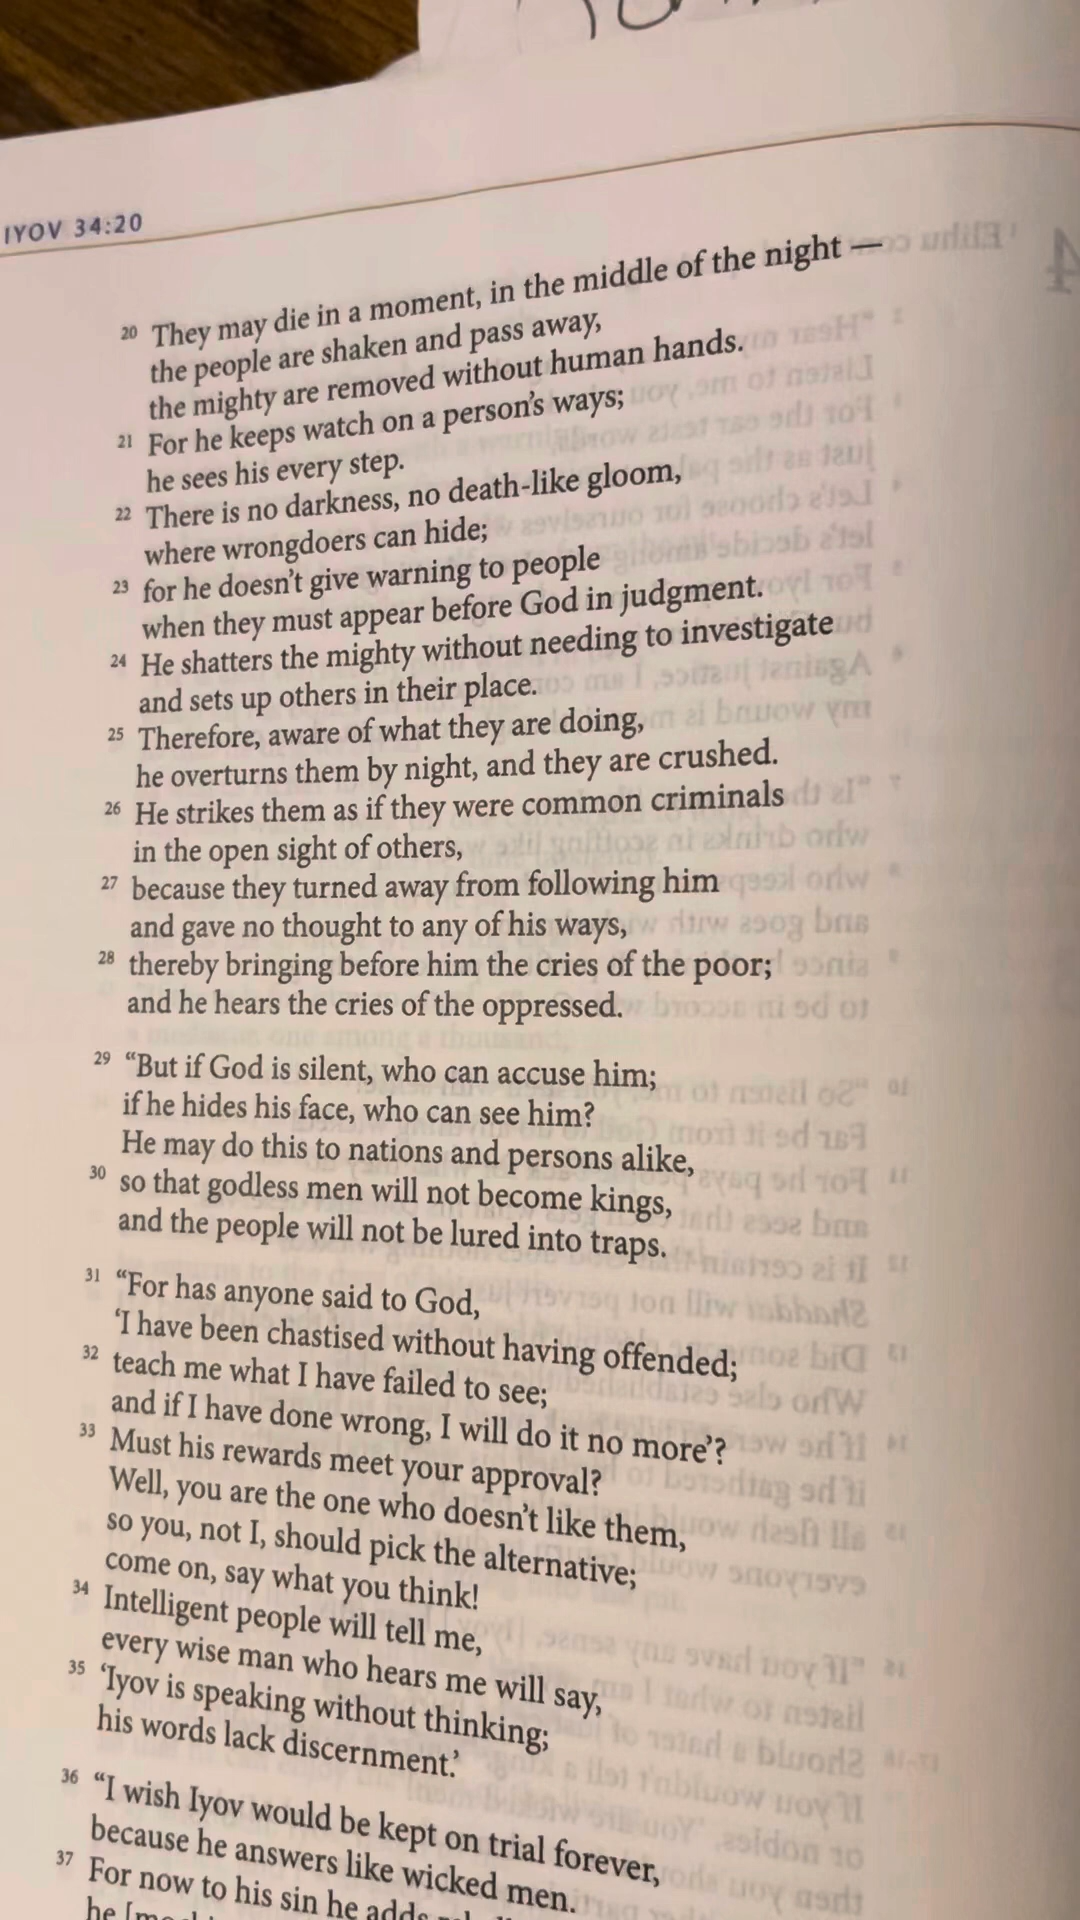 IYOV 34:20
20 They may die in a moment, in the middle of the night —
the people are shaken and pass away,
the mighty are removed without human hands.
21 For he keeps watch on a person's ways;
he sees his every step.
22 There is no darkness, no death-like gloom,
where wrongdoers can hide;
23 for he doesn't give warning to people
when they must appear before God in judgment.
24 He shatters the mighty without needing to investigate
and sets up others in their place.
25 Therefore, aware of what they are doing,
he overturns them by night, and they are crushed.
26 He strikes them as if they were common criminals
in the open sight of others,
27 because they turned away from following him
and gave no thought to any of his ways,
28 thereby bringing before him the cries of the poor;
and he hears the cries of the oppressed.
29 “But if God is silent, who can accuse him;
if he hides his face, who can see him?
He may do this to nations and persons alike,
30 so that godless men will not become kings,
and the people will not be lured into traps.
31 “For has anyone said to God,
‘I have been chastised without having offended;
32 teach me what I have failed to see;
and if I have done wrong, I will do it no more’?
33 Must his rewards meet your approval?
Well, you are the one who doesn't like them,
so you, not I, should pick the alternative;
come on, say what you think!
34 Intelligent people will tell me,
every wise man who hears me will say,
35 ‘Iyov is speaking without thinking;
his words lack discernment.’
36 “I wish Iyov would be kept on trial forever,
because he answers like wicked men.
37 For now to his sin he adds
he